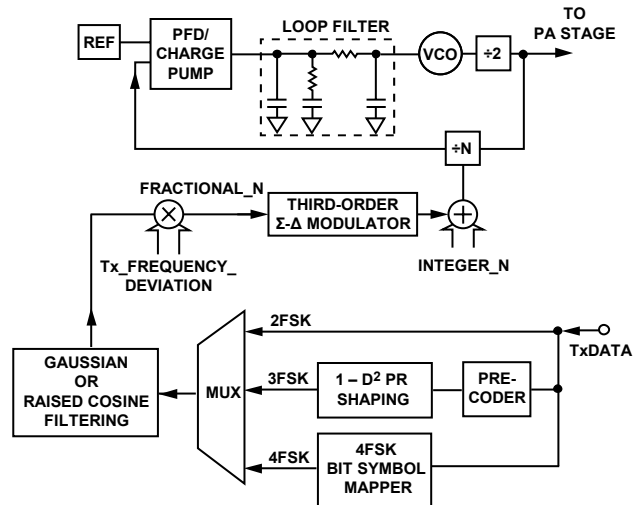 LOOP FILTER
TO
PA STAGE
REF
PFD/
CHARGE
PUMP
VCO
÷2
÷N
FRACTIONAL_N
THIRD-ORDER
Σ-Δ MODULATOR
×
+
Tx_FREQUENCY_
DEVIATION
INTEGER_N
2FSK
TxDATA
GAUSSIAN
OR
RAISED COSINE
FILTERING
MUX
3FSK
1 – D² PR
SHAPING
PRE-
CODER
4FSK
4FSK
BIT SYMBOL
MAPPER